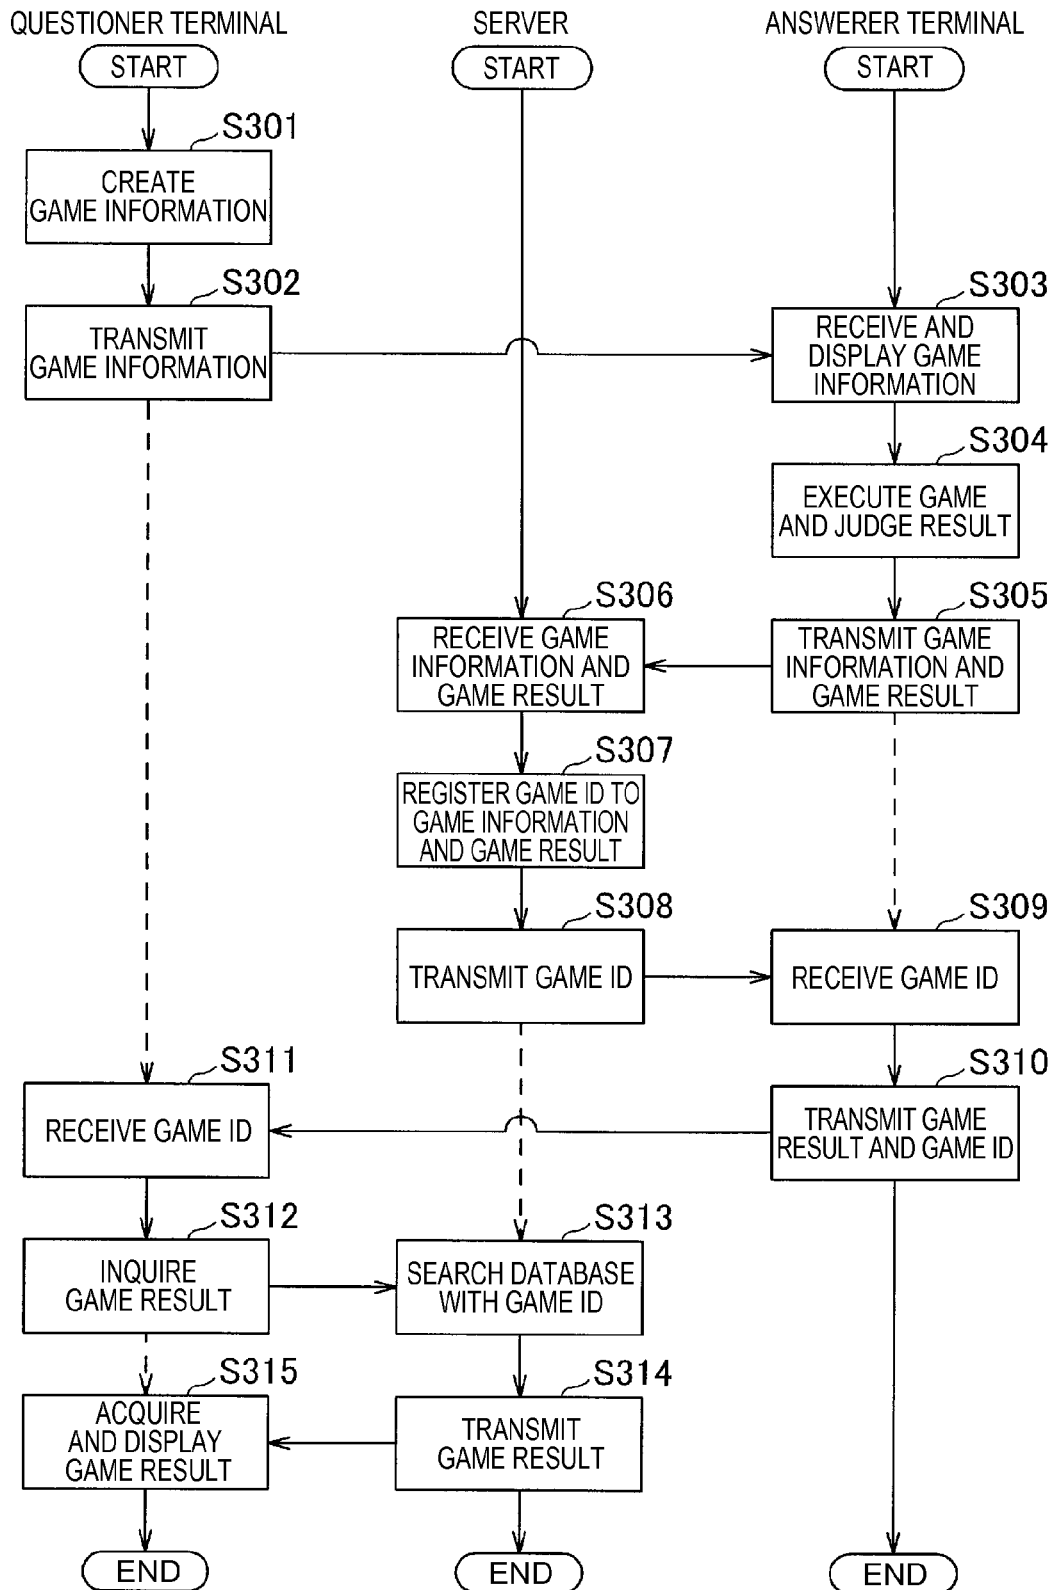 QUESTIONER TERMINAL
SERVER
ANSWERER TERMINAL
START
START
START
S301
CREATE
GAME INFORMATION
S302
TRANSMIT
GAME INFORMATION
S303
RECEIVE AND
DISPLAY GAME
INFORMATION
S304
EXECUTE GAME
AND JUDGE RESULT
S305
TRANSMIT GAME
INFORMATION AND
GAME RESULT
S306
RECEIVE GAME
INFORMATION AND
GAME RESULT
S307
REGISTER GAME ID TO
GAME INFORMATION
AND GAME RESULT
S308
TRANSMIT GAME ID
S309
RECEIVE GAME ID
S310
TRANSMIT GAME
RESULT AND GAME ID
S311
RECEIVE GAME ID
S312
INQUIRE
GAME RESULT
S313
SEARCH DATABASE
WITH GAME ID
S314
TRANSMIT
GAME RESULT
S315
ACQUIRE
AND DISPLAY
GAME RESULT
END
END
END